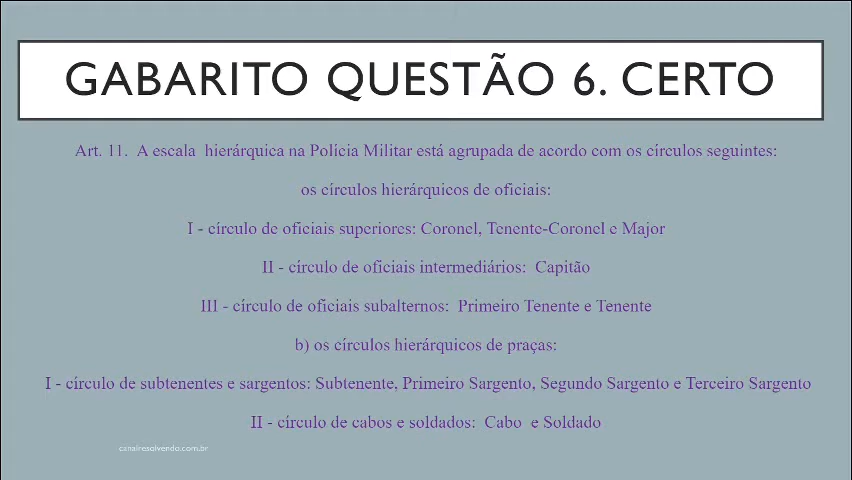 GABARITO QUESTÃO 6. CERTO
Art. 11. A escala hierárquica na Polícia Militar está agrupada de acordo com os círculos seguintes:
os círculos hierárquicos de oficiais:
I - círculo de oficiais superiores: Coronel, Tenente-Coronel e Major
II - círculo de oficiais intermediários: Capitão
III - círculo de oficiais subalternos: Primeiro Tenente e Tenente
b) os círculos hierárquicos de praças:
I - círculo de subtenentes e sargentos: Subtenente, Primeiro Sargento, Segundo Sargento e Terceiro Sargento
II - círculo de cabos e soldados: Cabo e Soldado
canalresolvendo.com.br